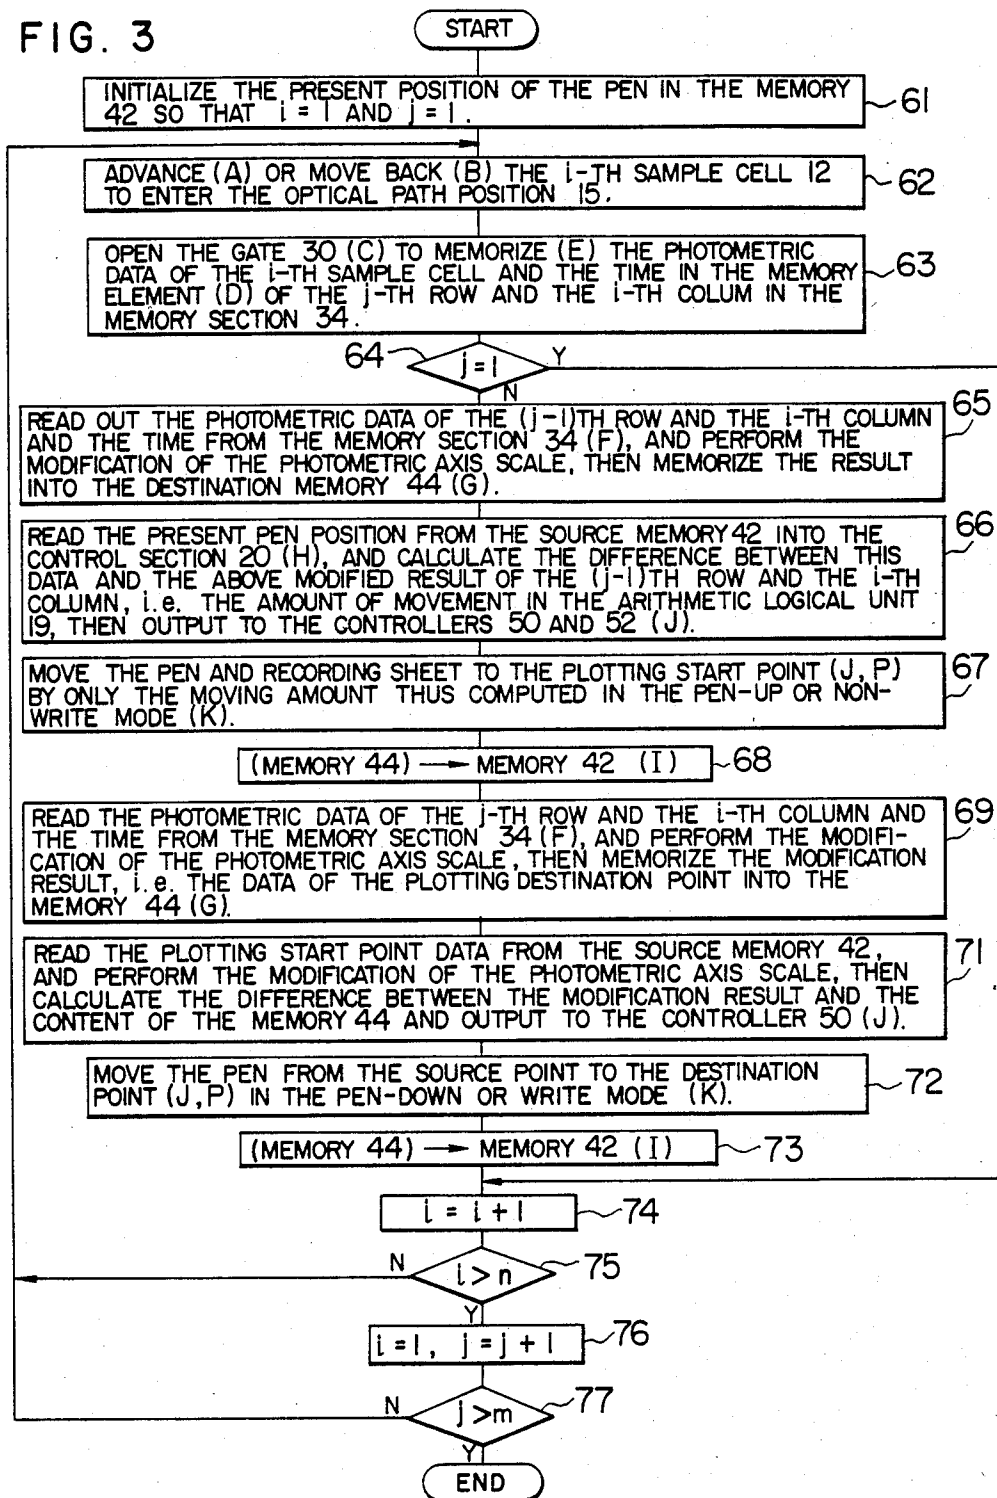 FIG. 3
START
INITIALIZE THE PRESENT POSITION OF THE PEN IN THE MEMORY
42 SO THAT i = 1 AND j = 1.
61
ADVANCE (A) OR MOVE BACK (B) THE i-TH SAMPLE CELL 12
TO ENTER THE OPTICAL PATH POSITION 15.
62
OPEN THE GATE 30 (C) TO MEMORIZE (E) THE PHOTOMETRIC
DATA OF THE i-TH SAMPLE CELL AND THE TIME IN THE MEMORY
ELEMENT (D) OF THE j-TH ROW AND THE i-TH COLUM IN THE
MEMORY SECTION 34.
63
64
j = 1
Y
N
READ OUT THE PHOTOMETRIC DATA OF THE (j-1)TH ROW AND THE i-TH COLUMN
AND THE TIME FROM THE MEMORY SECTION 34 (F), AND PERFORM THE
MODIFICATION OF THE PHOTOMETRIC AXIS SCALE, THEN MEMORIZE THE RESULT
INTO THE DESTINATION MEMORY 44 (G).
65
READ THE PRESENT PEN POSITION FROM THE SOURCE MEMORY 42 INTO THE
CONTROL SECTION 20 (H), AND CALCULATE THE DIFFERENCE BETWEEN THIS
DATA AND THE ABOVE MODIFIED RESULT OF THE (j-1)TH ROW AND THE i-TH
COLUMN, i.e. THE AMOUNT OF MOVEMENT IN THE ARITHMETIC LOGICAL UNIT
19, THEN OUTPUT TO THE CONTROLLERS 50 AND 52 (J).
66
MOVE THE PEN AND RECORDING SHEET TO THE PLOTTING START POINT (J, P)
BY ONLY THE MOVING AMOUNT THUS COMPUTED IN THE PEN-UP OR NON-
WRITE MODE (K).
67
(MEMORY 44) → MEMORY 42 (I)
68
READ THE PHOTOMETRIC DATA OF THE j-TH ROW AND THE i-TH COLUMN AND
THE TIME FROM THE MEMORY SECTION 34 (F), AND PERFORM THE MODIFI-
CATION OF THE PHOTOMETRIC AXIS SCALE, THEN MEMORIZE THE MODIFICATION
RESULT, i.e. THE DATA OF THE PLOTTING DESTINATION POINT INTO THE
MEMORY 44 (G).
69
READ THE PLOTTING START POINT DATA FROM THE SOURCE MEMORY 42,
AND PERFORM THE MODIFICATION OF THE PHOTOMETRIC AXIS SCALE, THEN
CALCULATE THE DIFFERENCE BETWEEN THE MODIFICATION RESULT AND THE
CONTENT OF THE MEMORY 44 AND OUTPUT TO THE CONTROLLER 50 (J).
71
MOVE THE PEN FROM THE SOURCE POINT TO THE DESTINATION
POINT (J, P) IN THE PEN-DOWN OR WRITE MODE (K).
72
(MEMORY 44) → MEMORY 42 (I)
73
i = i + 1
74
N
i > n
75
Y
i = 1, j = j + 1
76
N
j > m
77
Y
END